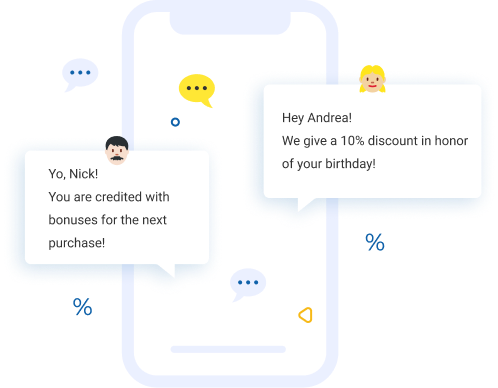 Hey Andrea!
We give a 10% discount in honor
of your birthday!
Yo, Nick!
You are credited with
bonuses for the next
purchase!
%
%